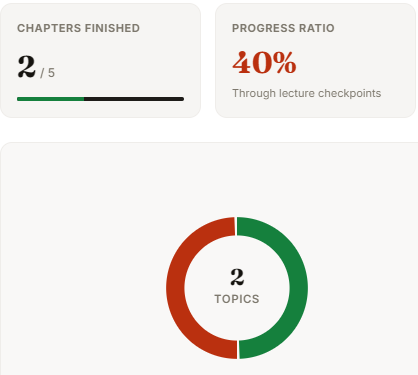 CHAPTERS FINISHED
2 / 5
PROGRESS RATIO
40%
Through lecture checkpoints
2
TOPICS